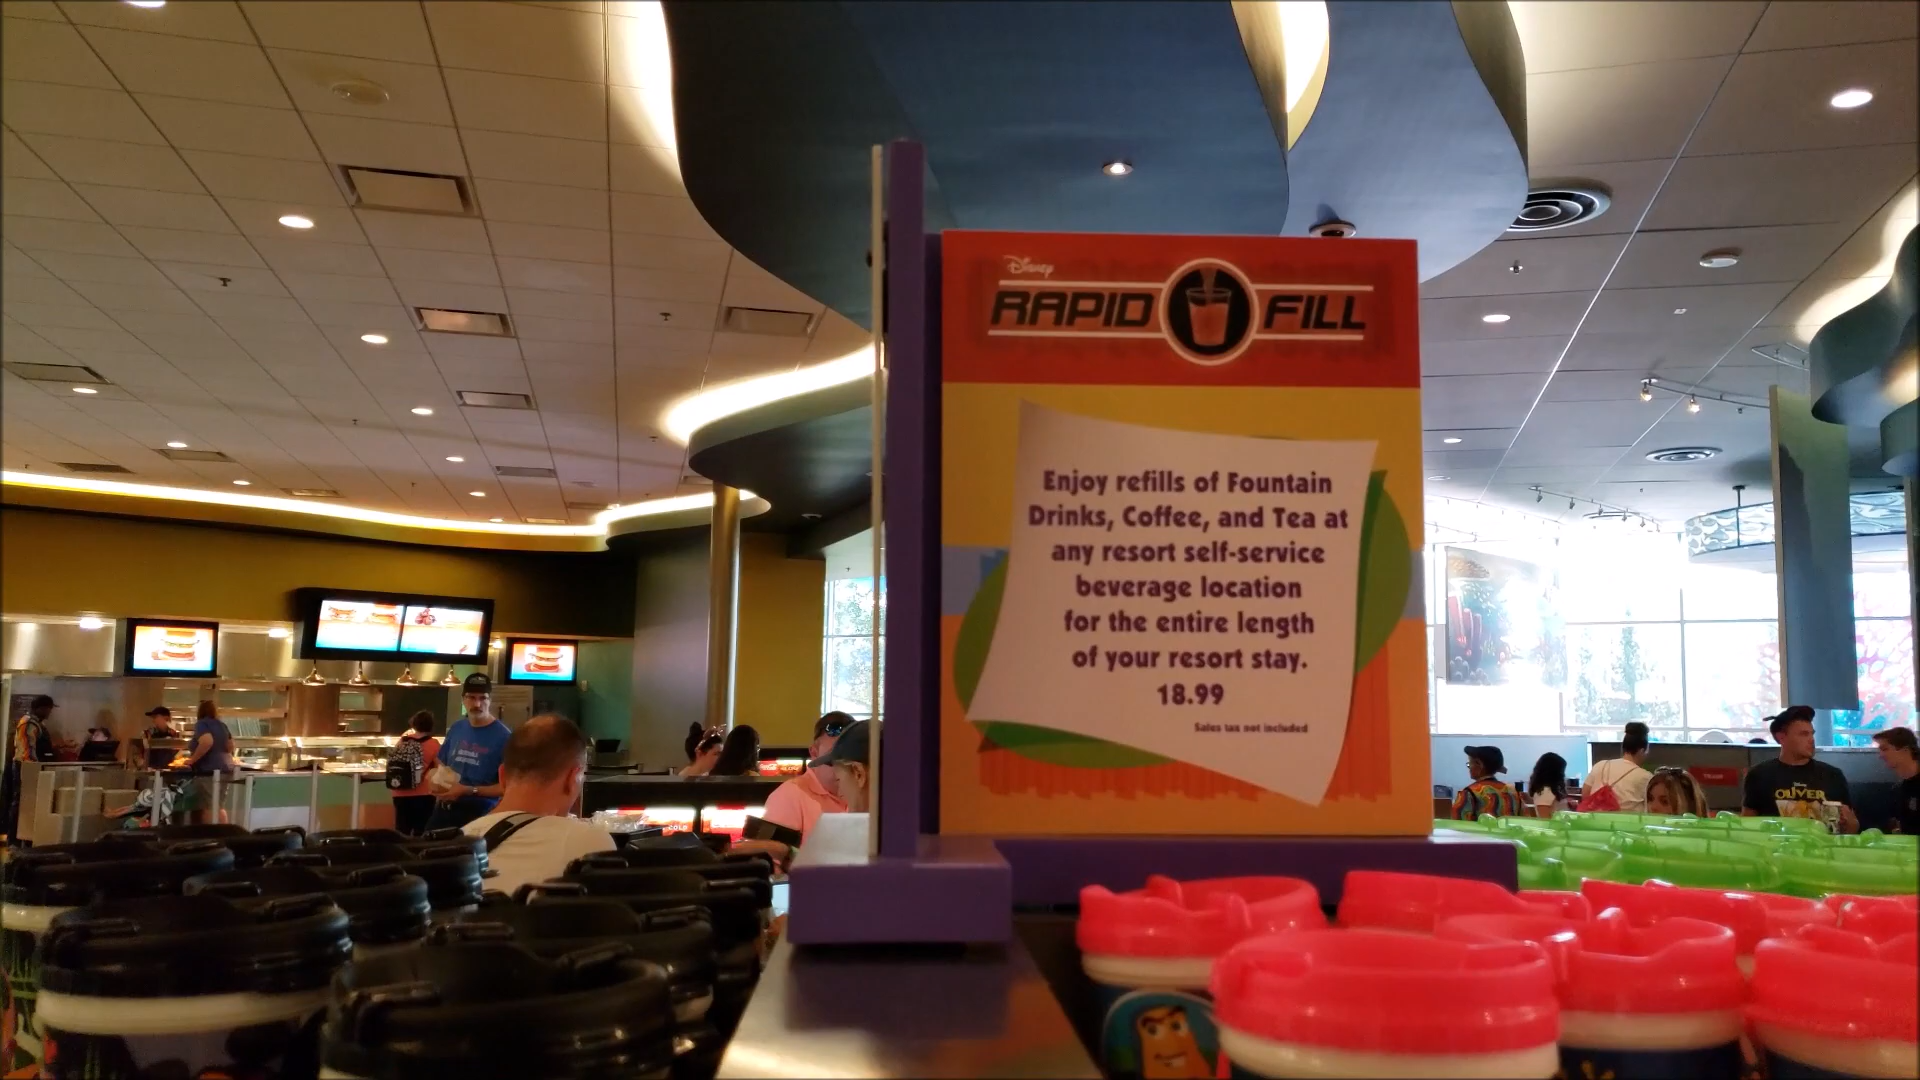 Disney
RAPID FILL
Enjoy refills of Fountain
Drinks, Coffee, and Tea at
any resort self-service
beverage location
for the entire length
of your resort stay.
18.99
Sales tax not included
OLIVER